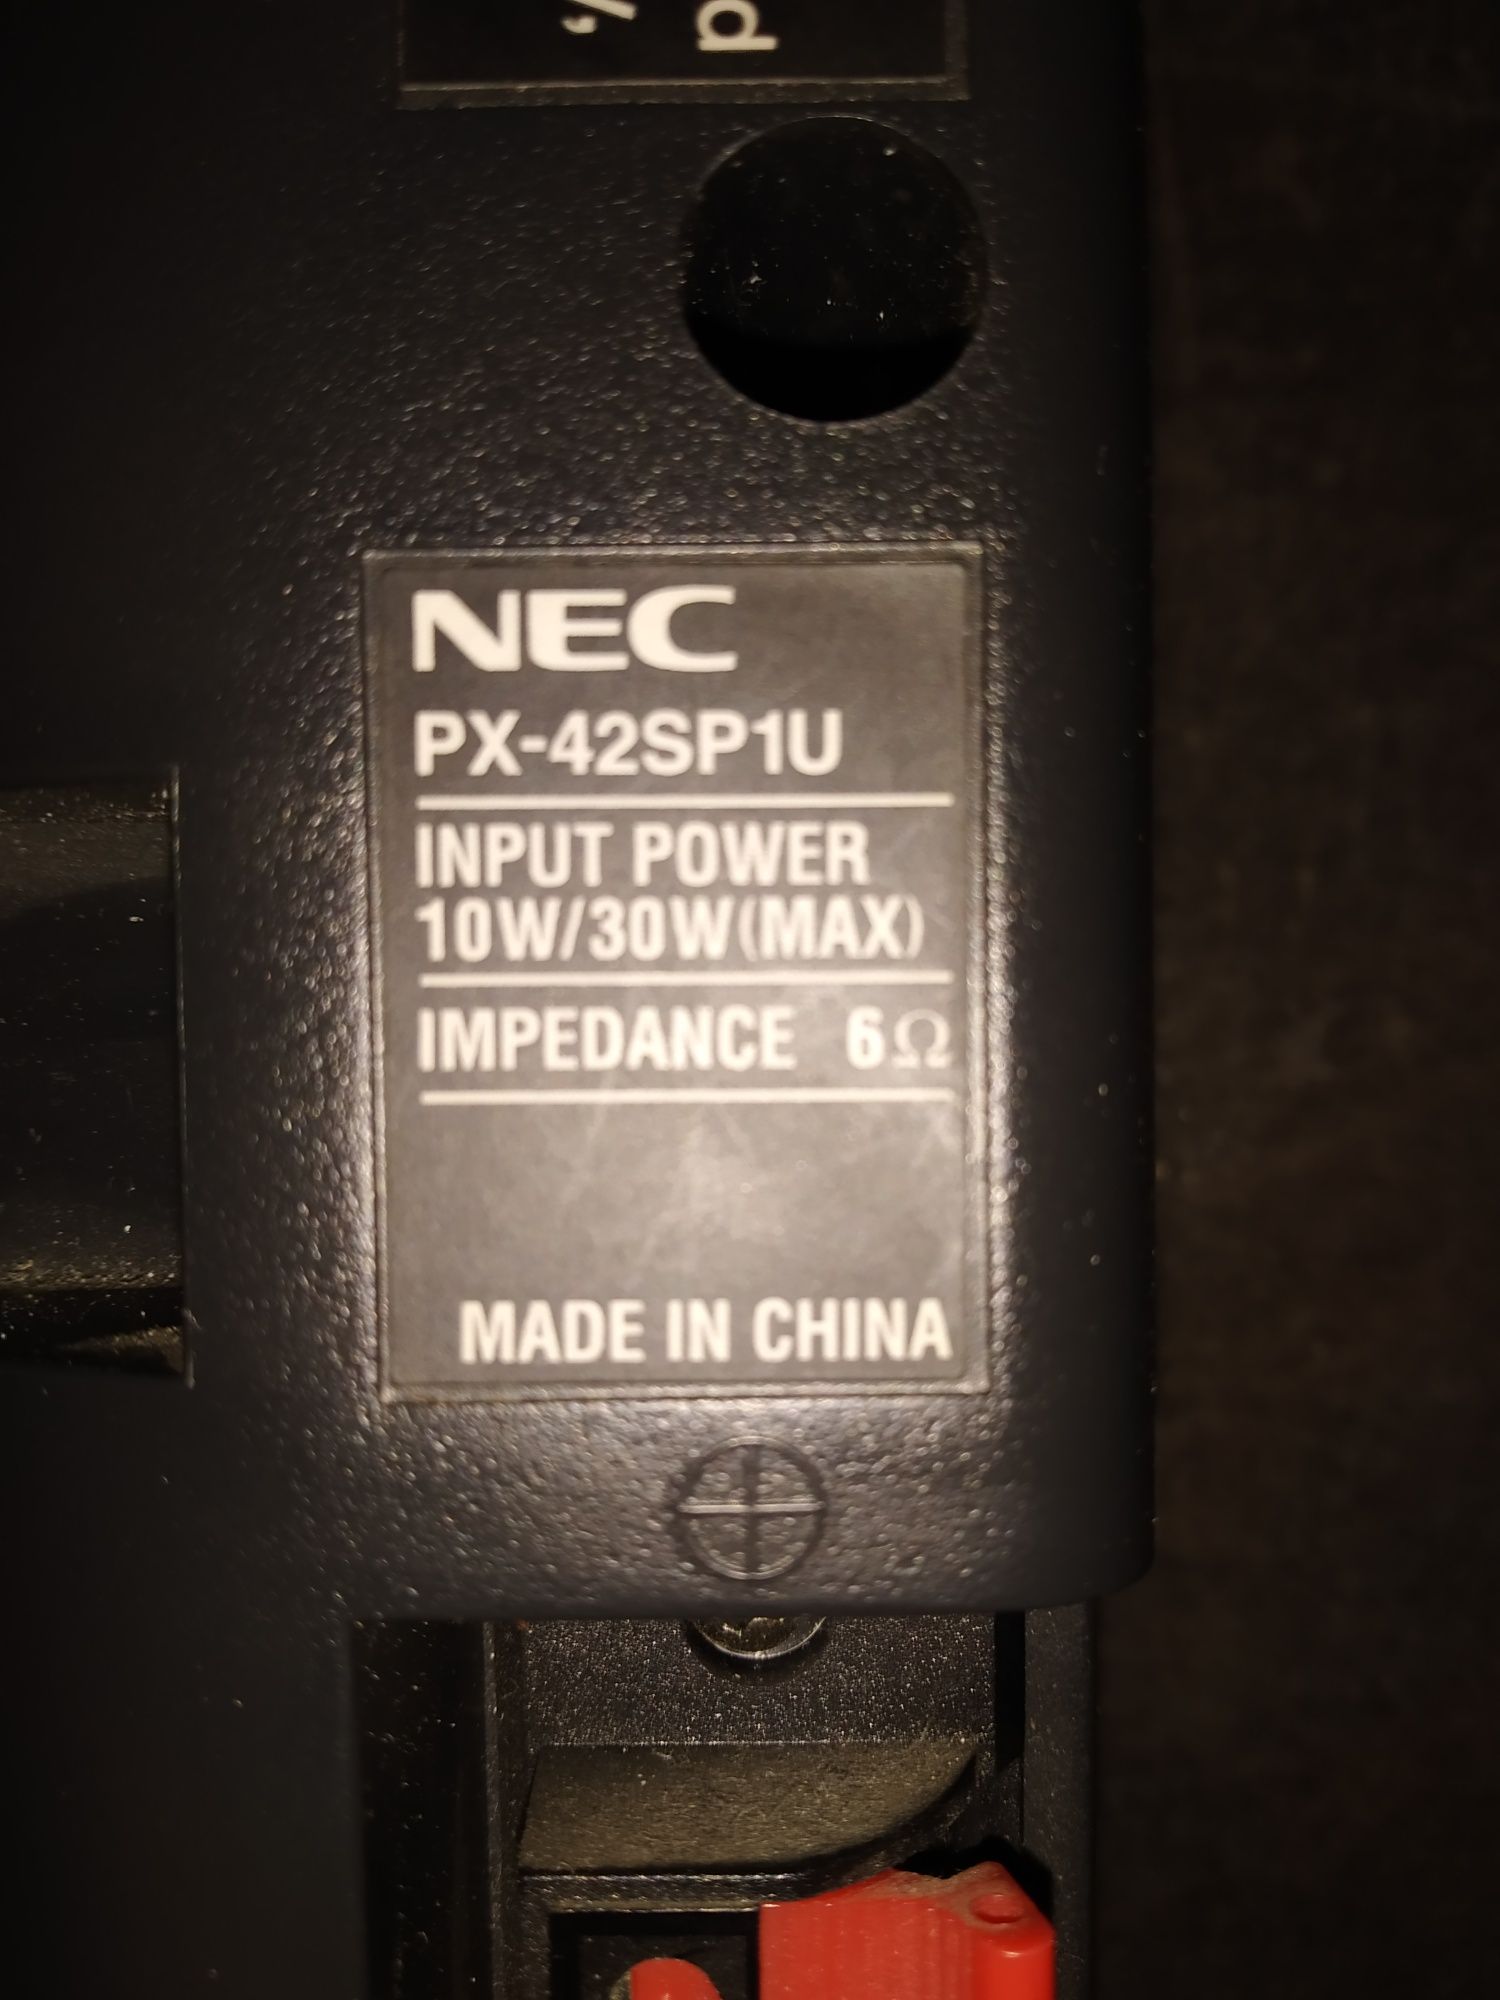 NEC
PX-42SP1U
INPUT POWER
10W/30W(MAX)
IMPEDANCE 6Ω
MADE IN CHINA